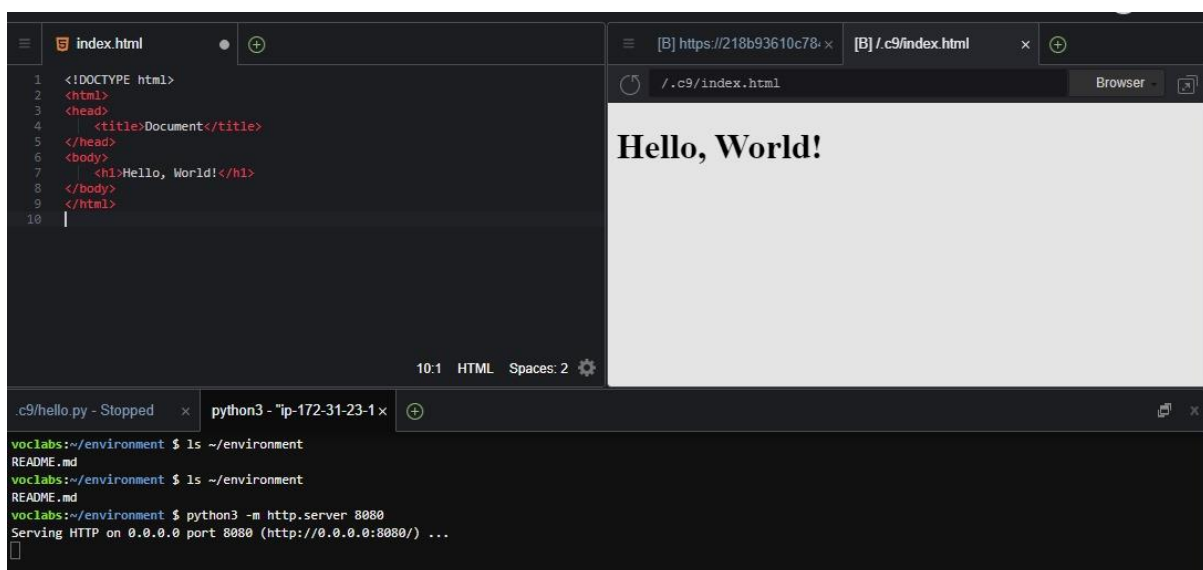 index.html
1 <!DOCTYPE html>
2 <html>
3 <head>
4 <title>Document</title>
5 </head>
6 <body>
7 <h1>Hello, World!</h1>
8 </body>
9 </html>
10
10:1 HTML Spaces: 2
[B] https://218b93610c784 [B] /.c9/index.html
/.c9/index.html Browser
Hello, World!
.c9/hello.py - Stopped python3 - "ip-172-31-23-1
voclabs:~/environment $ ls ~/environment
README.md
voclabs:~/environment $ ls ~/environment
README.md
voclabs:~/environment $ python3 -m http.server 8080
Serving HTTP on 0.0.0.0 port 8080 (http://0.0.0.0:8080/) ...